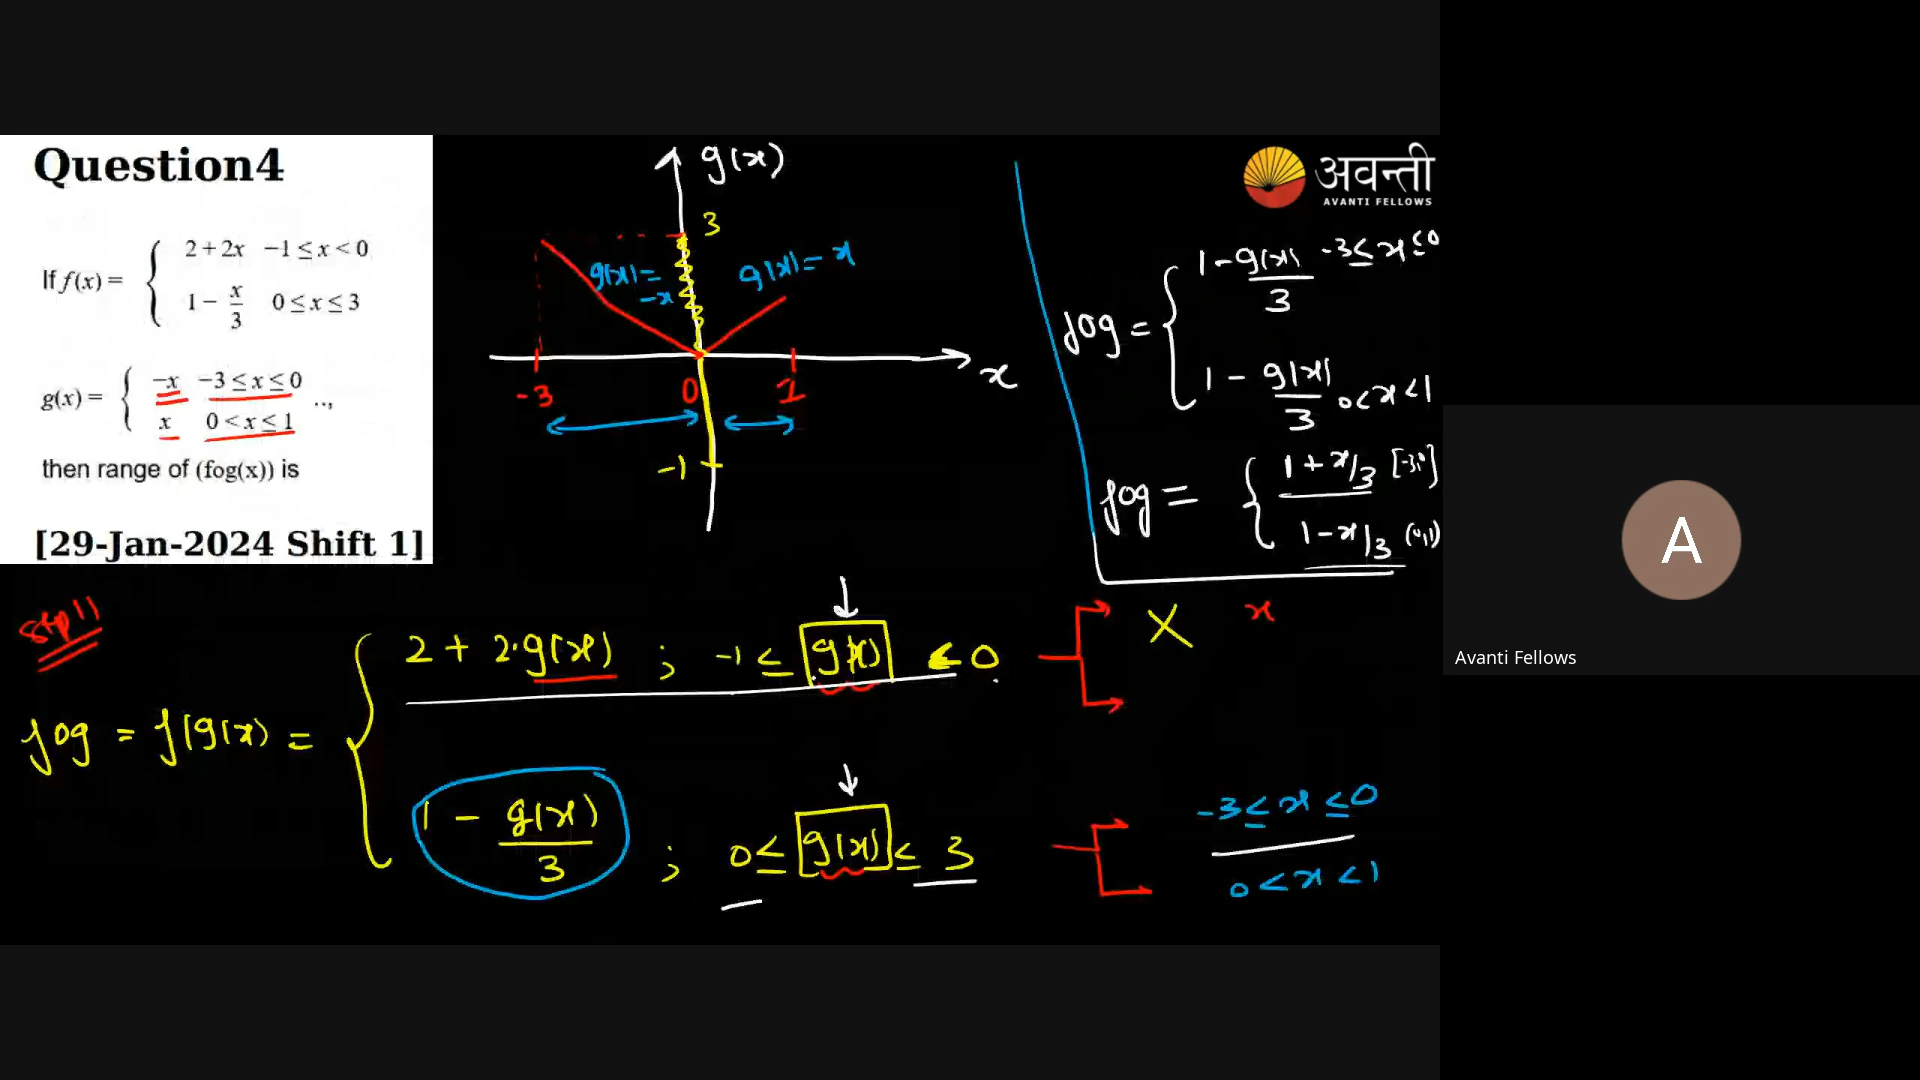 Question4
If f(x) = { 2 + 2x  −1 ≤ x < 0
1 − x/3  0 ≤ x ≤ 3
g(x) = { −x  −3 ≤ x ≤ 0
x  0 < x ≤ 1 ..,
then range of (fog(x)) is
[29-Jan-2024 Shift 1]
g(x)
3
g(x) = −x
g(x) = x
-3 0 1
x
-1
अवन्ती
AVANTI FELLOWS
fog = { 1 - g(x)/3  -3 ≤ x ≤ 0
1 - g(x)/3  0 < x < 1
fog = { 1 + x/3 [-3,0]
1 - x/3 (0,1)
Step 1)
fog = f(g(x)) = { 2 + 2·g(x) ; -1 ≤ g(x) < 0
1 - g(x)/3 ; 0 ≤ g(x) ≤ 3
X x
-3 ≤ x ≤ 0
0 < x < 1
A
Avanti Fellows